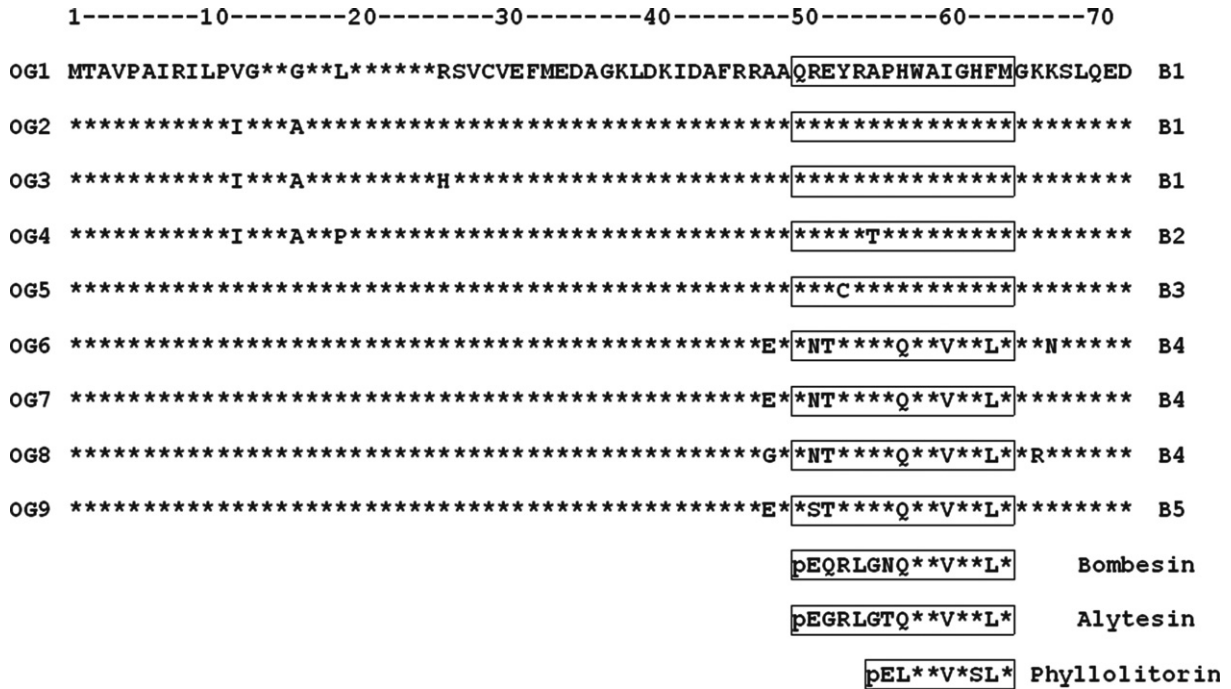 1--------10--------20--------30--------40--------50--------60--------70
OG1 MTAVPAIRILPVG**G**L******RSVCVEFMEDAGKLDKIDAFRRAAQREYRAPHWAIGHFMGKKSLQED B1
OG2 ***********I***A******************************************************** B1
OG3 ***********I***A*********H********************************************** B1
OG4 ***********I***A**P***********************************T***************** B2
OG5 ****************************************************C******************* B3
OG6 ***********************************************E**NT****Q**V**L***N***** B4
OG7 ***********************************************E**NT****Q**V**L********* B4
OG8 ***********************************************G**NT****Q**V**L**R****** B4
OG9 ***********************************************E**ST****Q**V**L********* B5
pEQRLGNQ**V**L* Bombesin
pEGRLGTQ**V**L* Alytesin
pEL**V*SL* Phyllolitorin